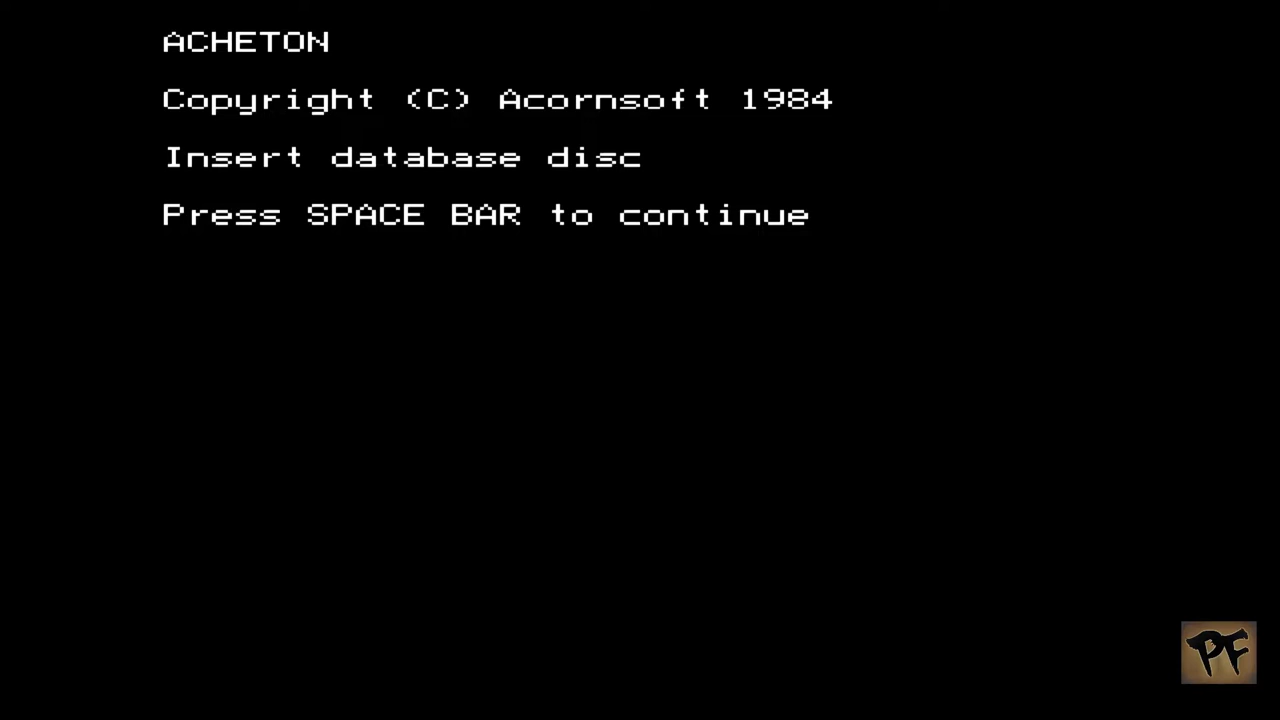 ACHETON
Copyright (C) Acornsoft 1984
Insert database disc
Press SPACE BAR to continue
PF